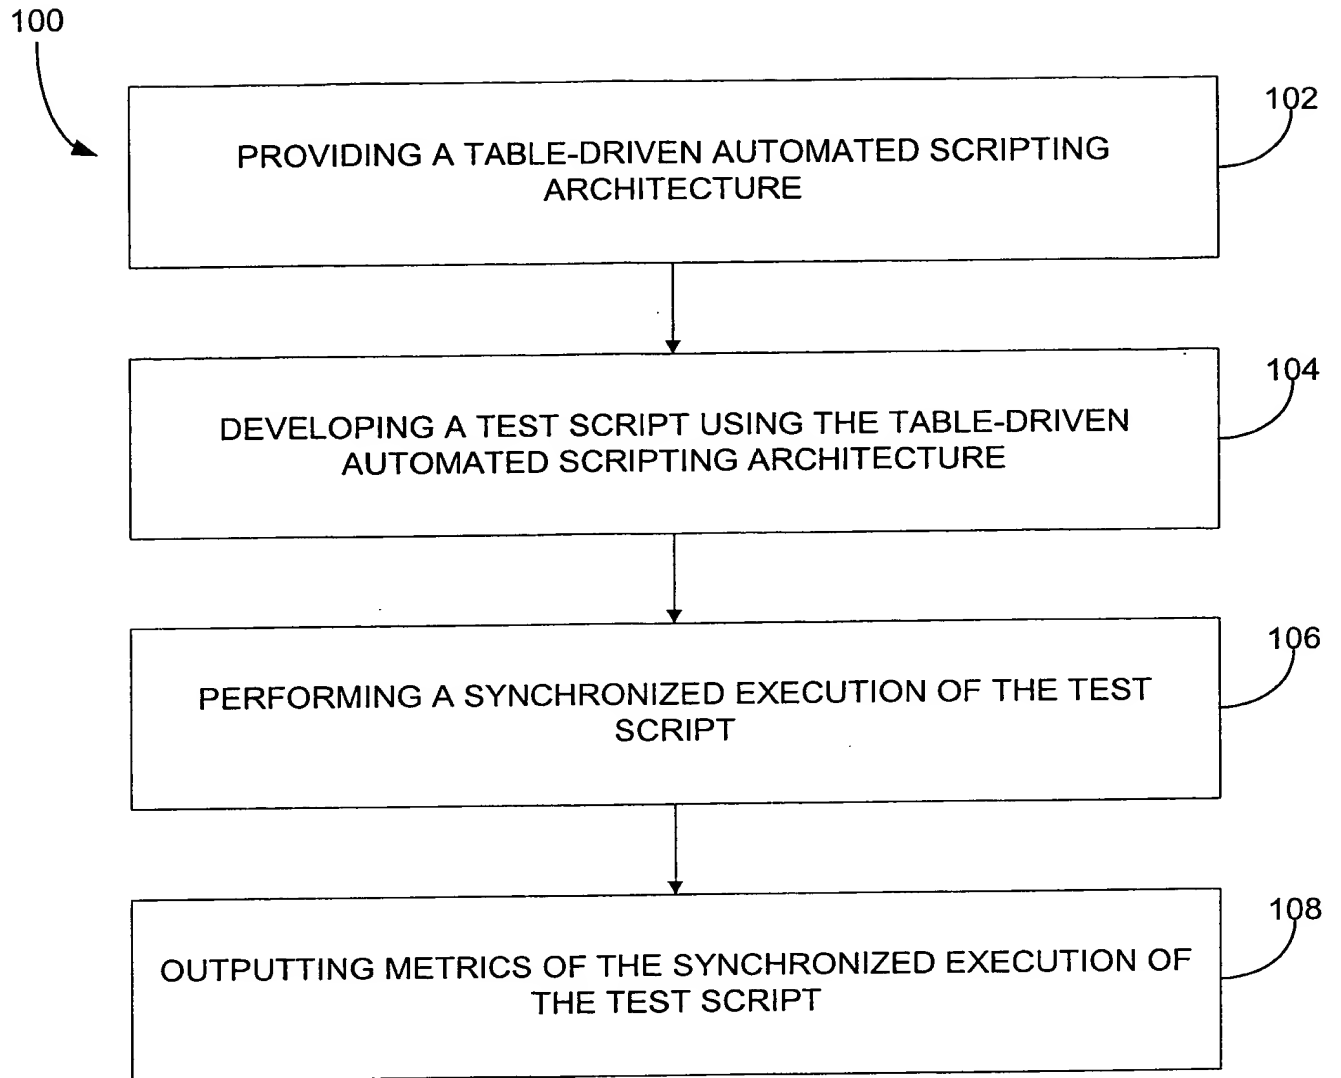 100
102
PROVIDING A TABLE-DRIVEN AUTOMATED SCRIPTING
ARCHITECTURE
104
DEVELOPING A TEST SCRIPT USING THE TABLE-DRIVEN
AUTOMATED SCRIPTING ARCHITECTURE
106
PERFORMING A SYNCHRONIZED EXECUTION OF THE TEST
SCRIPT
108
OUTPUTTING METRICS OF THE SYNCHRONIZED EXECUTION OF
THE TEST SCRIPT